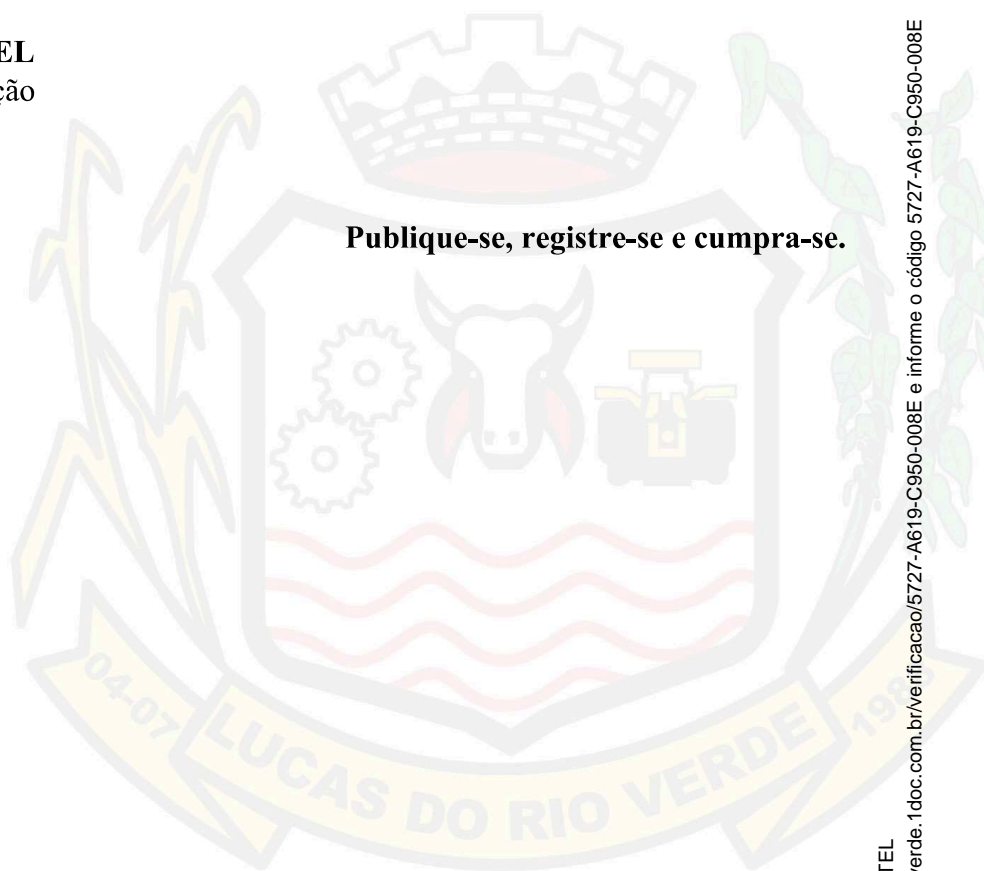 EL
ção
Publique-se, registre-se e cumpra-se.
04-07
LUCAS DO RIO VERDE
TEL
verde.1doc.com.br/verificacao/5727-A619-C950-008E e informe o código 5727-A619-C950-008E